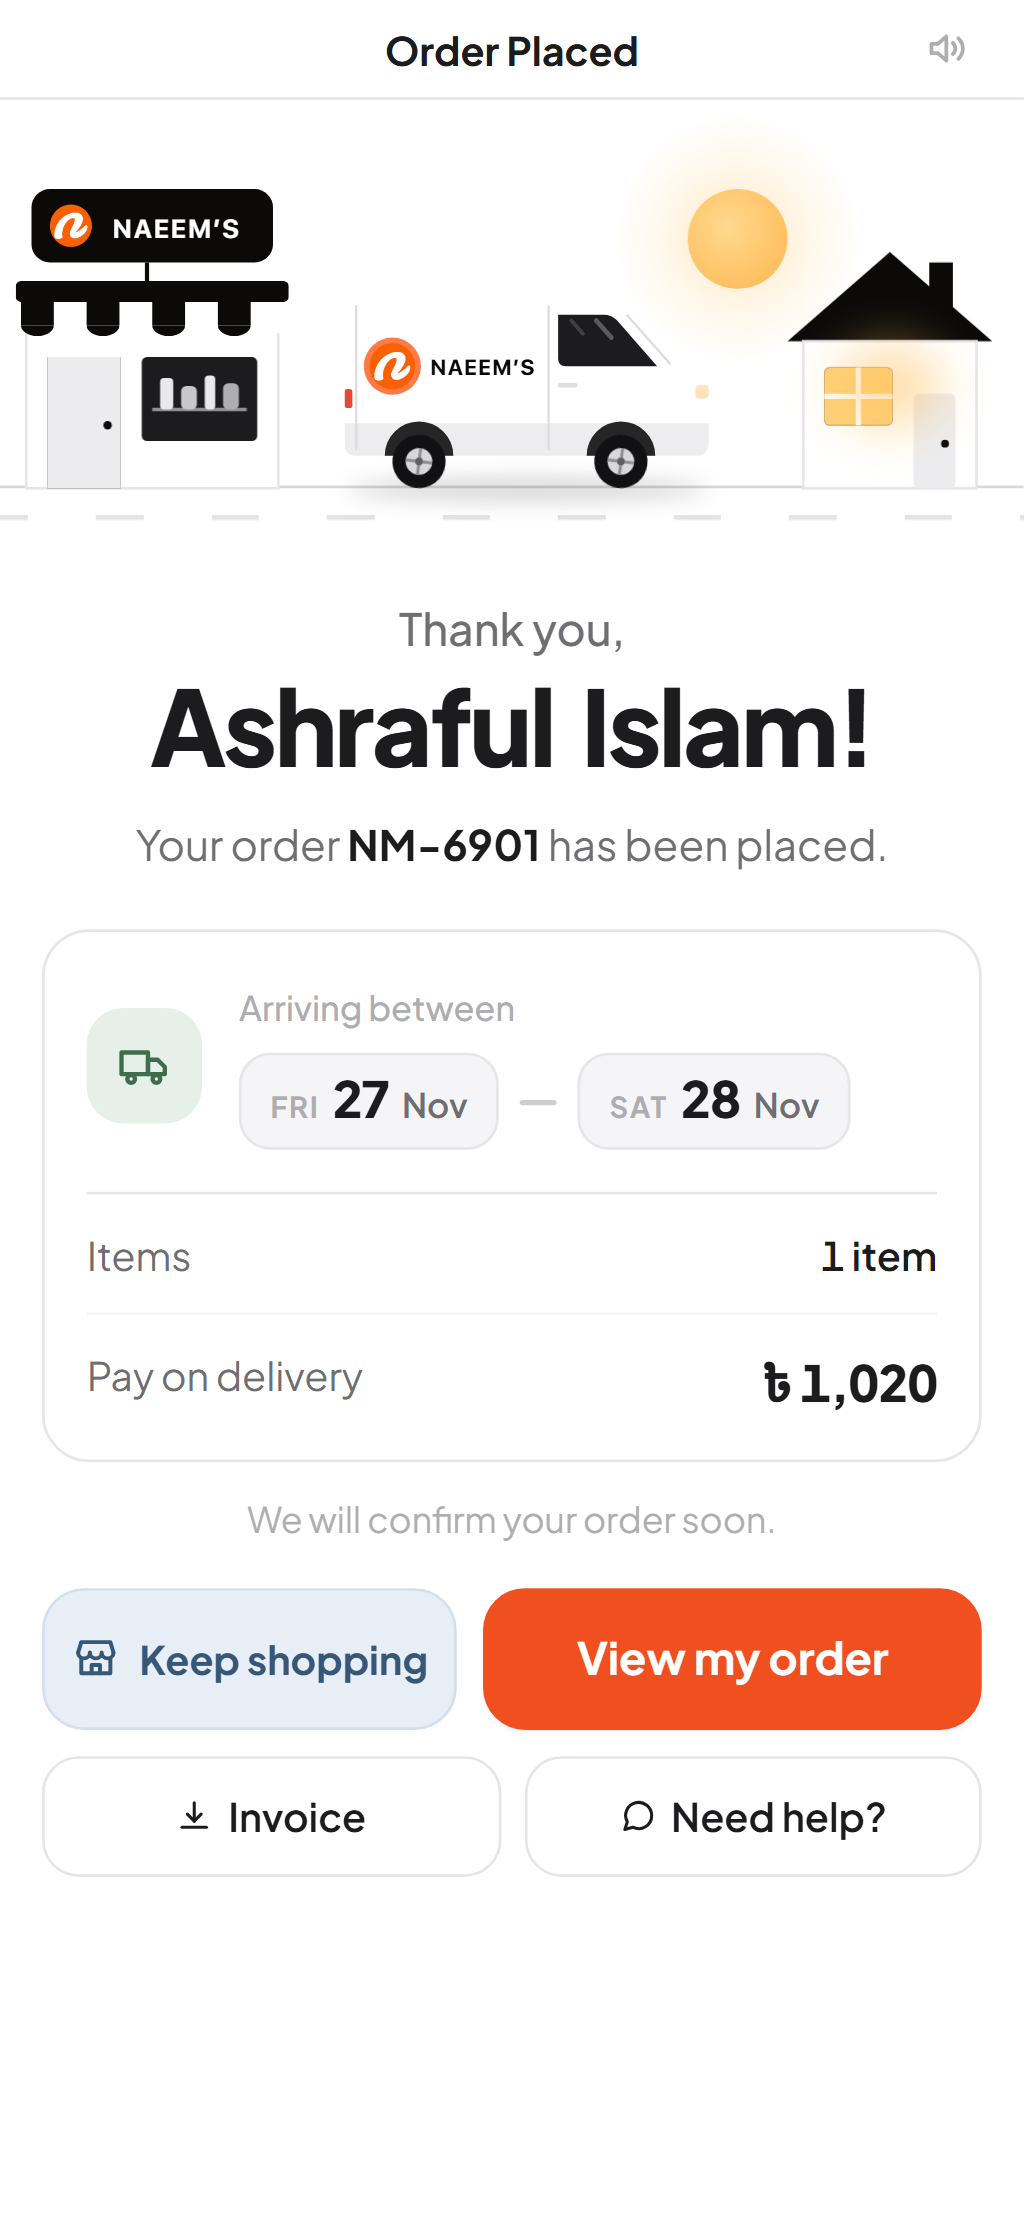 Order Placed
NAEEM'S
NAEEM'S
Thank you,
Ashraful Islam!
Your order NM-6901 has been placed.
Arriving between
FRI 27 Nov — SAT 28 Nov
Items 1 item
Pay on delivery ৳ 1,020
We will confirm your order soon.
Keep shopping View my order
Invoice Need help?